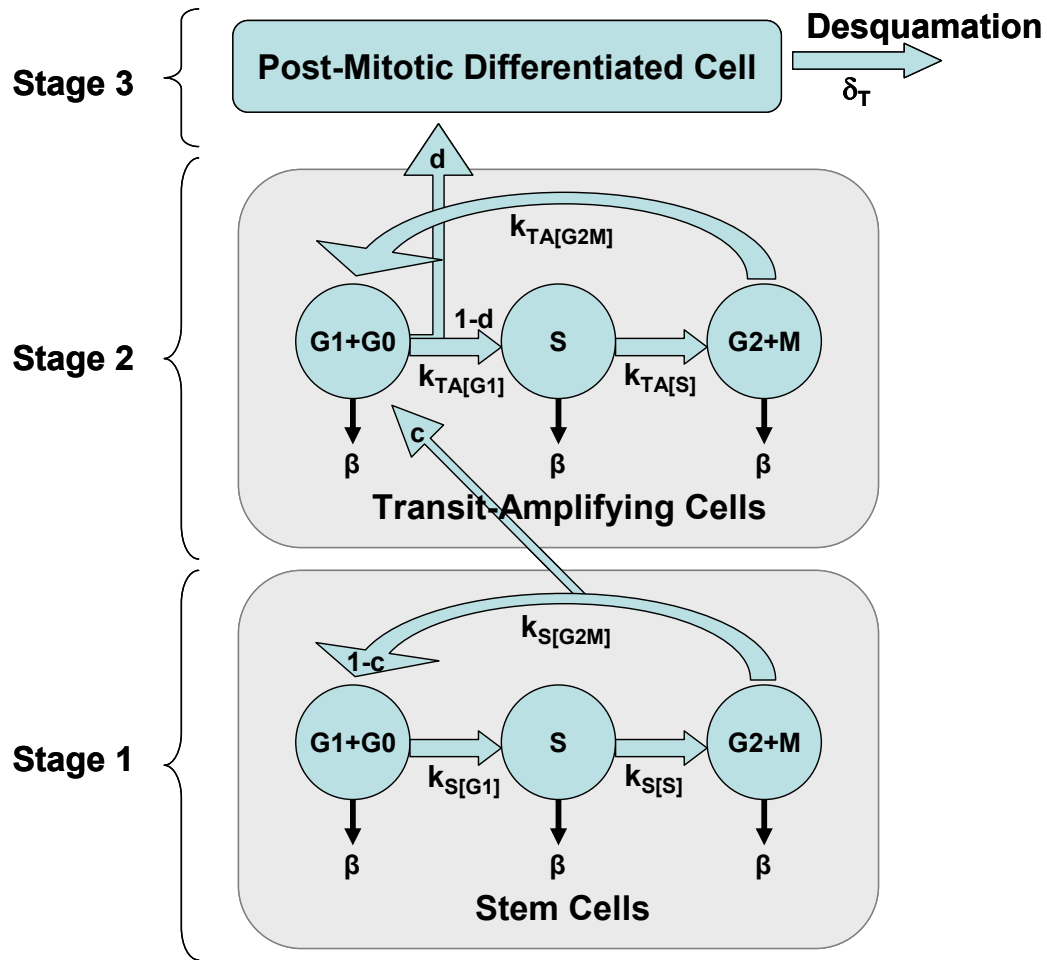 Desquamation
Stage 3
Post-Mitotic Differentiated Cell
δT
d
kTA[G2M]
1-d
Stage 2
G1+G0
S
G2+M
kTA[G1]
kTA[S]
c
β
β
β
Transit-Amplifying Cells
kS[G2M]
1-c
Stage 1
G1+G0
S
G2+M
kS[G1]
kS[S]
β
β
β
Stem Cells